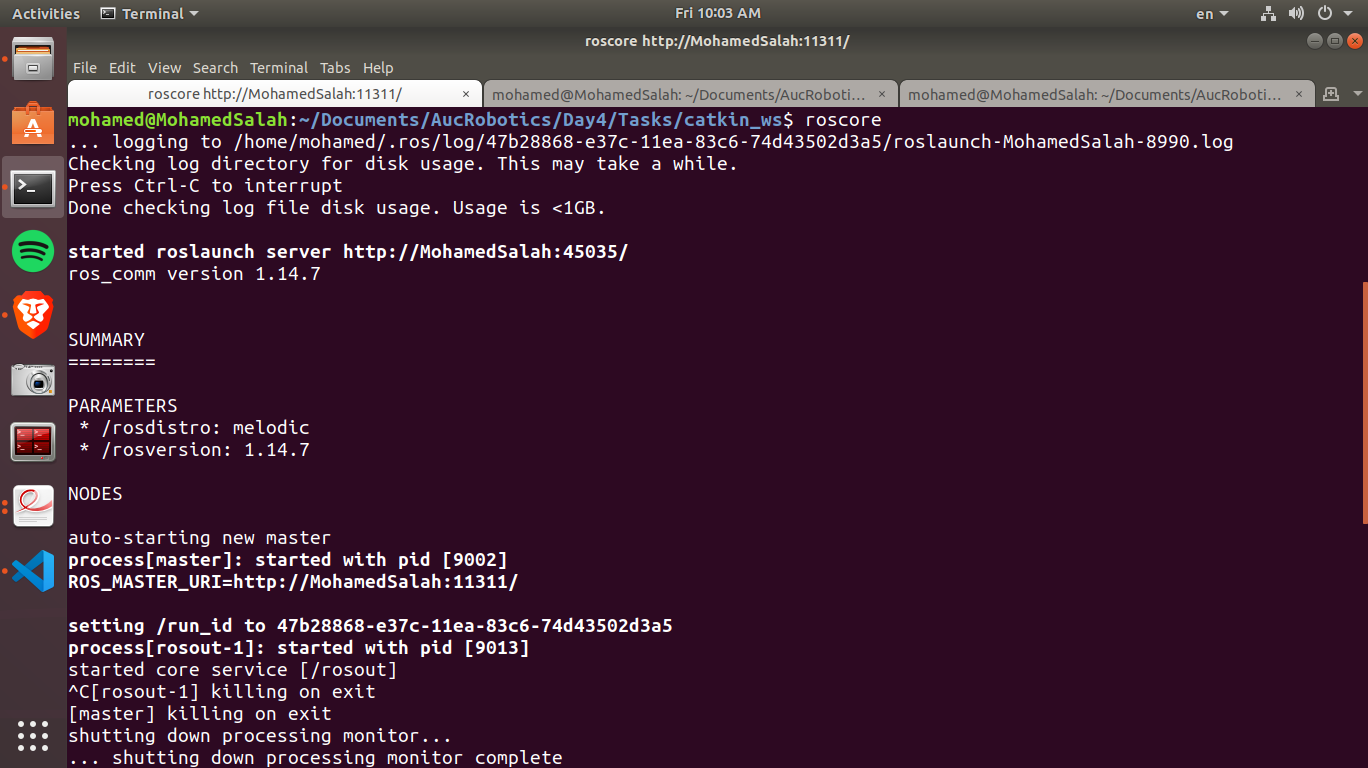 Activities Terminal Fri 10:03 AM en
roscore http://MohamedSalah:11311/
File Edit View Search Terminal Tabs Help
roscore http://MohamedSalah:11311/ × mohamed@MohamedSalah: ~/Documents/AucRoboti... × mohamed@MohamedSalah: ~/Documents/AucRoboti... ×
mohamed@MohamedSalah:~/Documents/AucRobotics/Day4/Tasks/catkin_ws$ roscore
... logging to /home/mohamed/.ros/log/47b28868-e37c-11ea-83c6-74d43502d3a5/roslaunch-MohamedSalah-8990.log
Checking log directory for disk usage. This may take a while.
Press Ctrl-C to interrupt
Done checking log file disk usage. Usage is <1GB.
started roslaunch server http://MohamedSalah:45035/
ros_comm version 1.14.7
SUMMARY
========
PARAMETERS
* /rosdistro: melodic
* /rosversion: 1.14.7
NODES
auto-starting new master
process[master]: started with pid [9002]
ROS_MASTER_URI=http://MohamedSalah:11311/
setting /run_id to 47b28868-e37c-11ea-83c6-74d43502d3a5
process[rosout-1]: started with pid [9013]
started core service [/rosout]
^C[rosout-1] killing on exit
[master] killing on exit
shutting down processing monitor...
... shutting down processing monitor complete